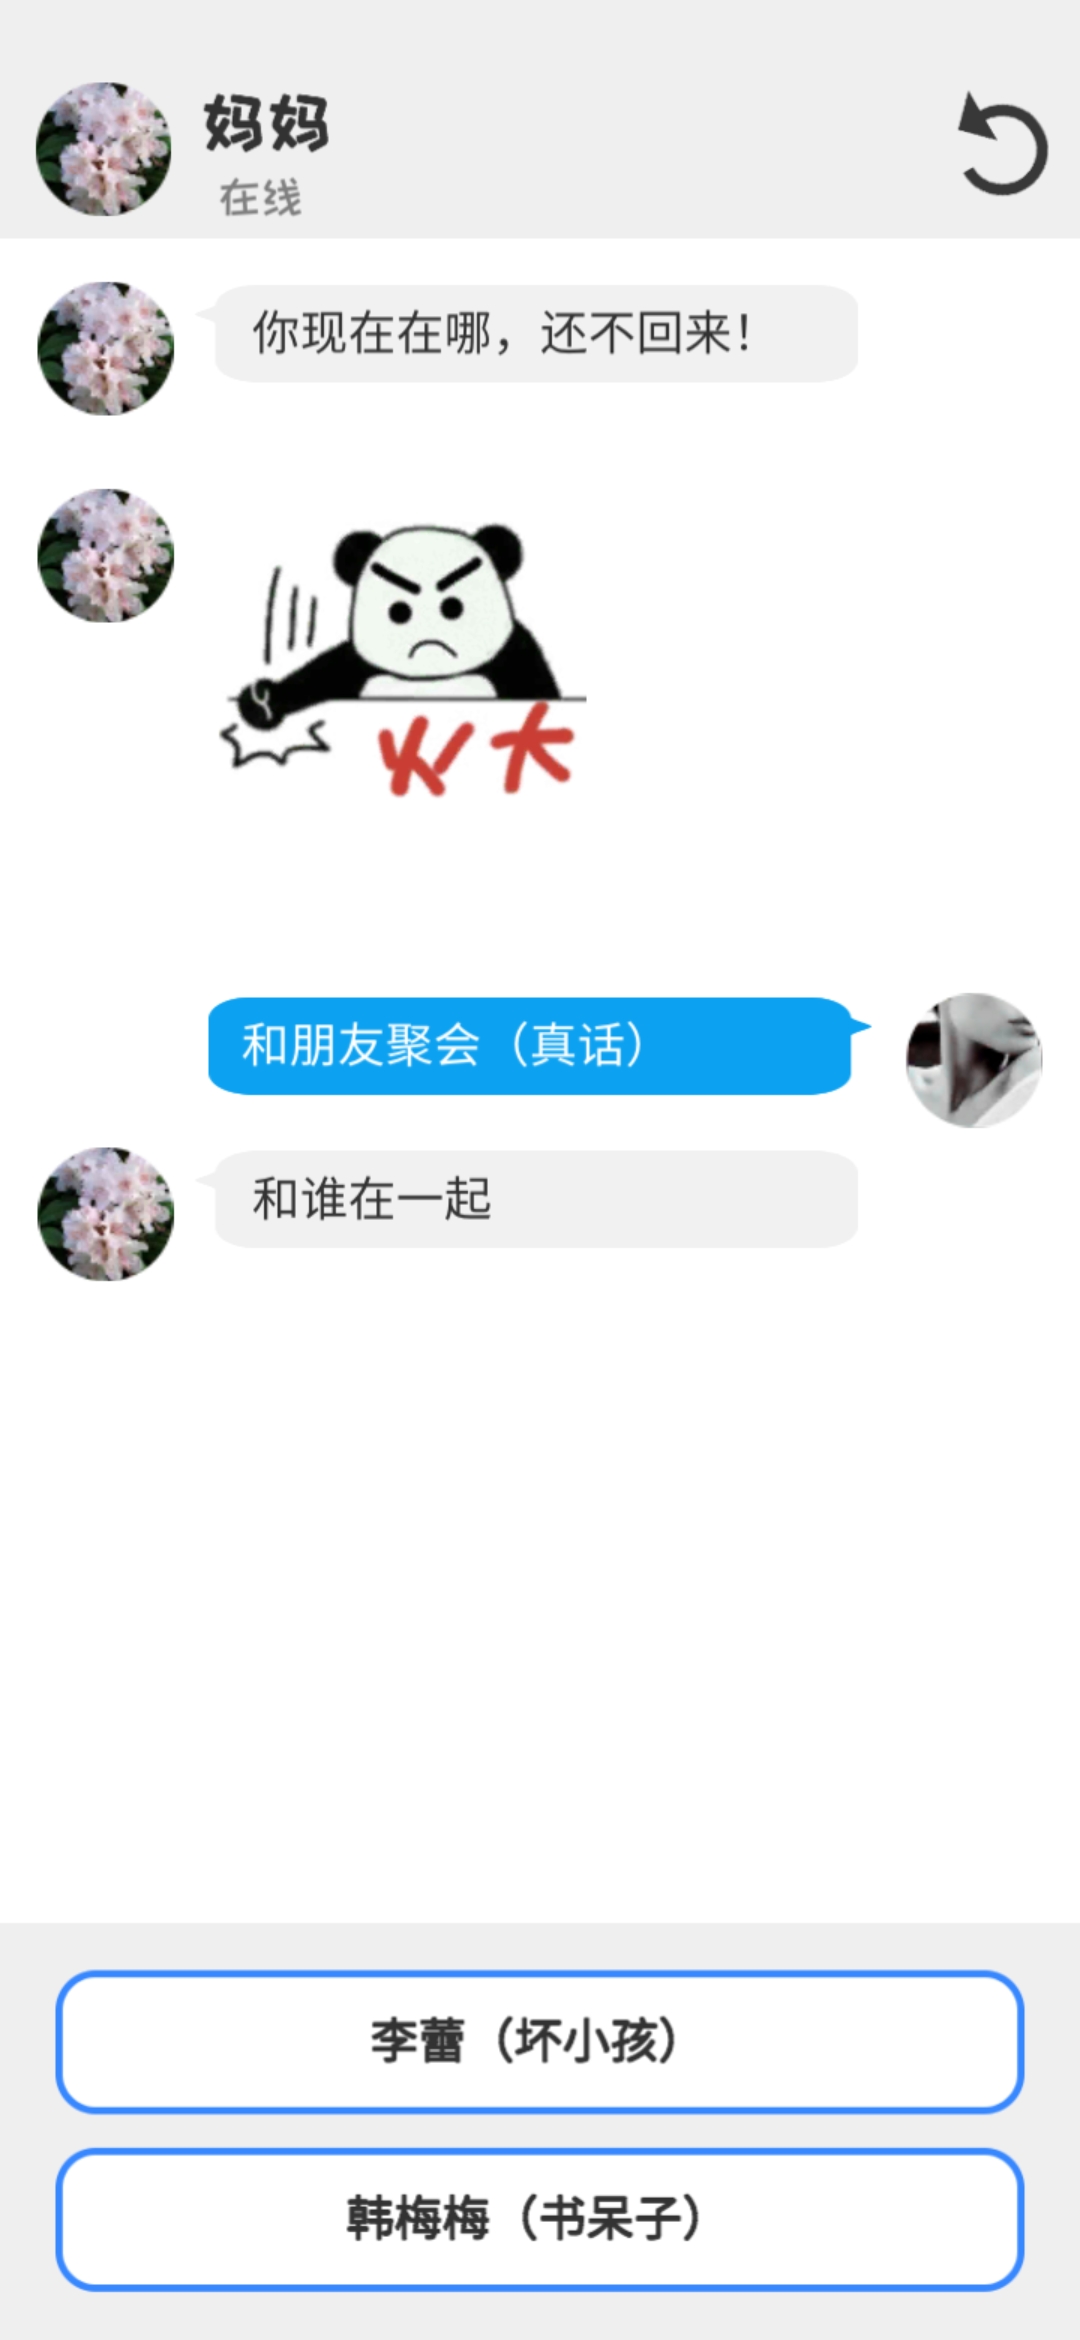 妈妈
在线
你现在在哪，还不回来！
火大
和朋友聚会（真话）
和谁在一起
李蕾（坏小孩）
韩梅梅（书呆子）